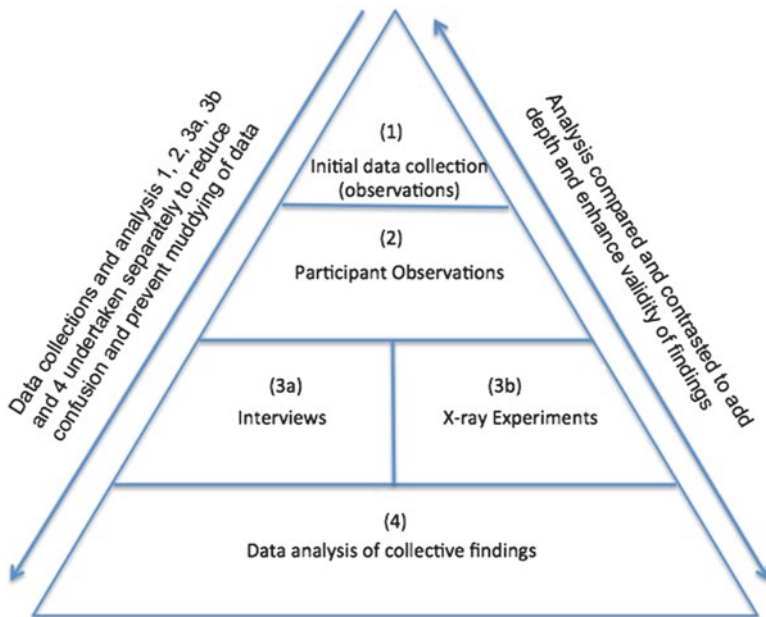 Data collections and analysis 1, 2, 3a, 3b
and 4 undertaken separately to reduce
confusion and prevent muddying of data
Analysis compared and contrasted to add
depth and enhance validity of findings
(1)
Initial data collection
(observations)
(2)
Participant Observations
(3a)
Interviews
(3b)
X-ray Experiments
(4)
Data analysis of collective findings